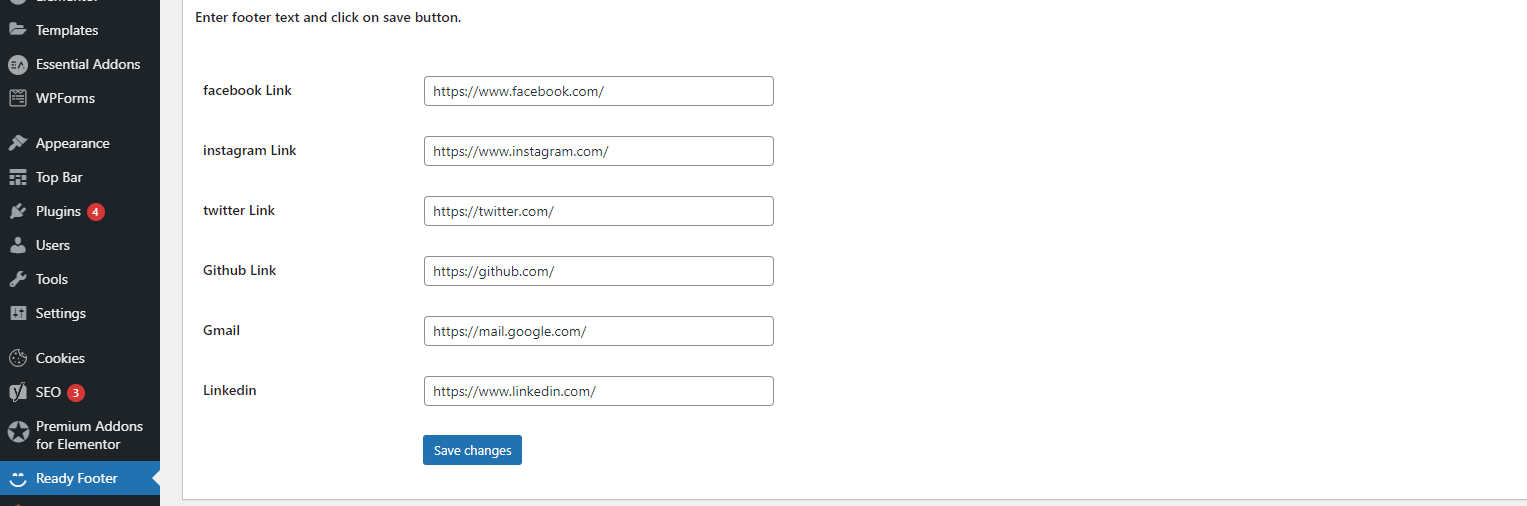 Templates
Essential Addons
WPForms
Appearance
Top Bar
Plugins 4
Users
Tools
Settings
Cookies
SEO 3
Premium Addons
for Elementor
Ready Footer
Enter footer text and click on save button.
facebook Link https://www.facebook.com/
instagram Link https://www.instagram.com/
twitter Link https://twitter.com/
Github Link https://github.com/
Gmail https://mail.google.com/
Linkedin https://www.linkedin.com/
Save changes